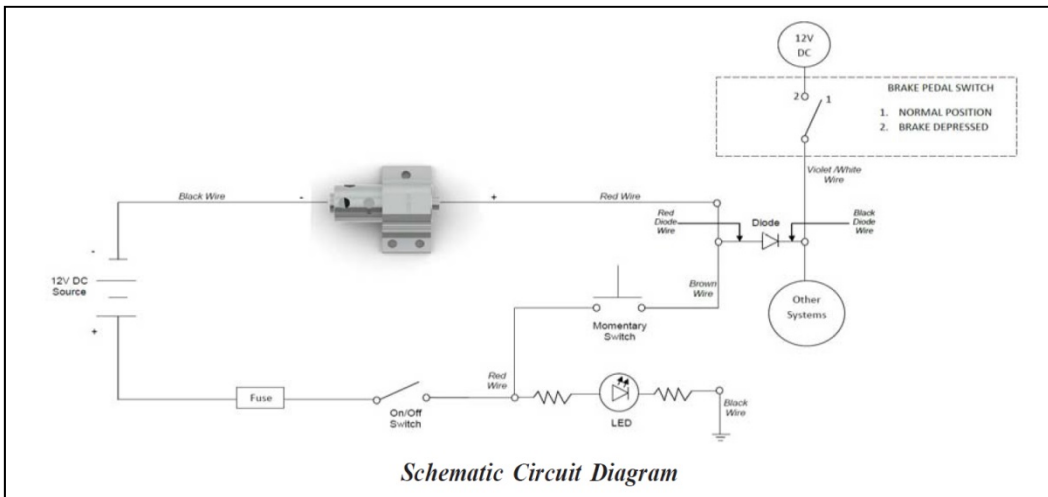 12V
DC
BRAKE PEDAL SWITCH
2
1
1. NORMAL POSITION
2. BRAKE DEPRESSED
Violet /White
Wire
Black Wire
-
+
Red Wire
Red
Diode
Wire
Diode
Black
Diode
Wire
-
12V DC
Source
+
Brown
Wire
Other
Systems
Momentary
Switch
Red
Wire
Fuse
On/Off
Switch
LED
Black
Wire
Schematic Circuit Diagram